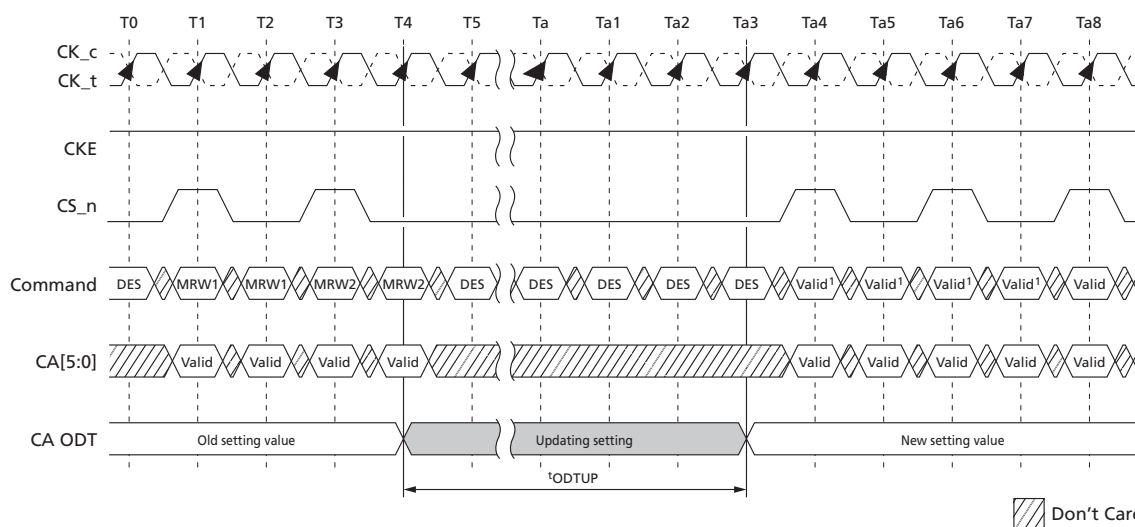 T0 T1 T2 T3 T4 T5 Ta Ta1 Ta2 Ta3 Ta4 Ta5 Ta6 Ta7 Ta8
CK_c
CK_t
CKE
CS_n
Command DES MRW1 MRW1 MRW2 MRW2 DES DES DES DES DES Valid¹ Valid¹ Valid¹ Valid¹ Valid
CA[5:0] Valid Valid Valid Valid Valid Valid Valid Valid Valid
CA ODT Old setting value Updating setting New setting value
ᵗODTUP
Don't Care